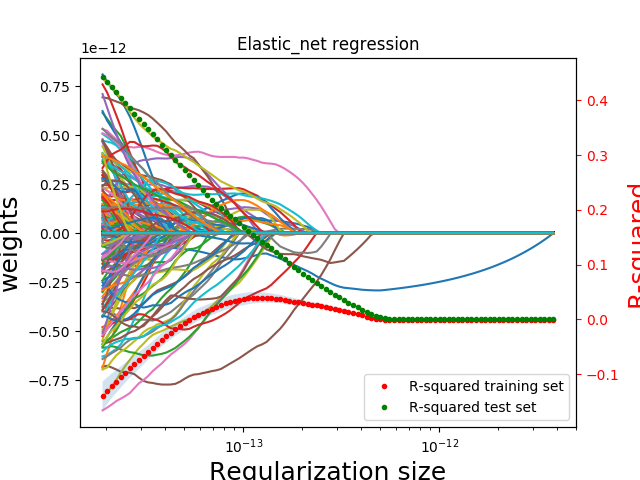 Elastic_net regression
1e−12
0.75
0.50
0.25
0.00
−0.25
−0.50
−0.75
weights
0.4
0.3
0.2
0.1
0.0
−0.1
R-squared
R-squared training set
R-squared test set
10⁻¹³
10⁻¹²
Regularization size